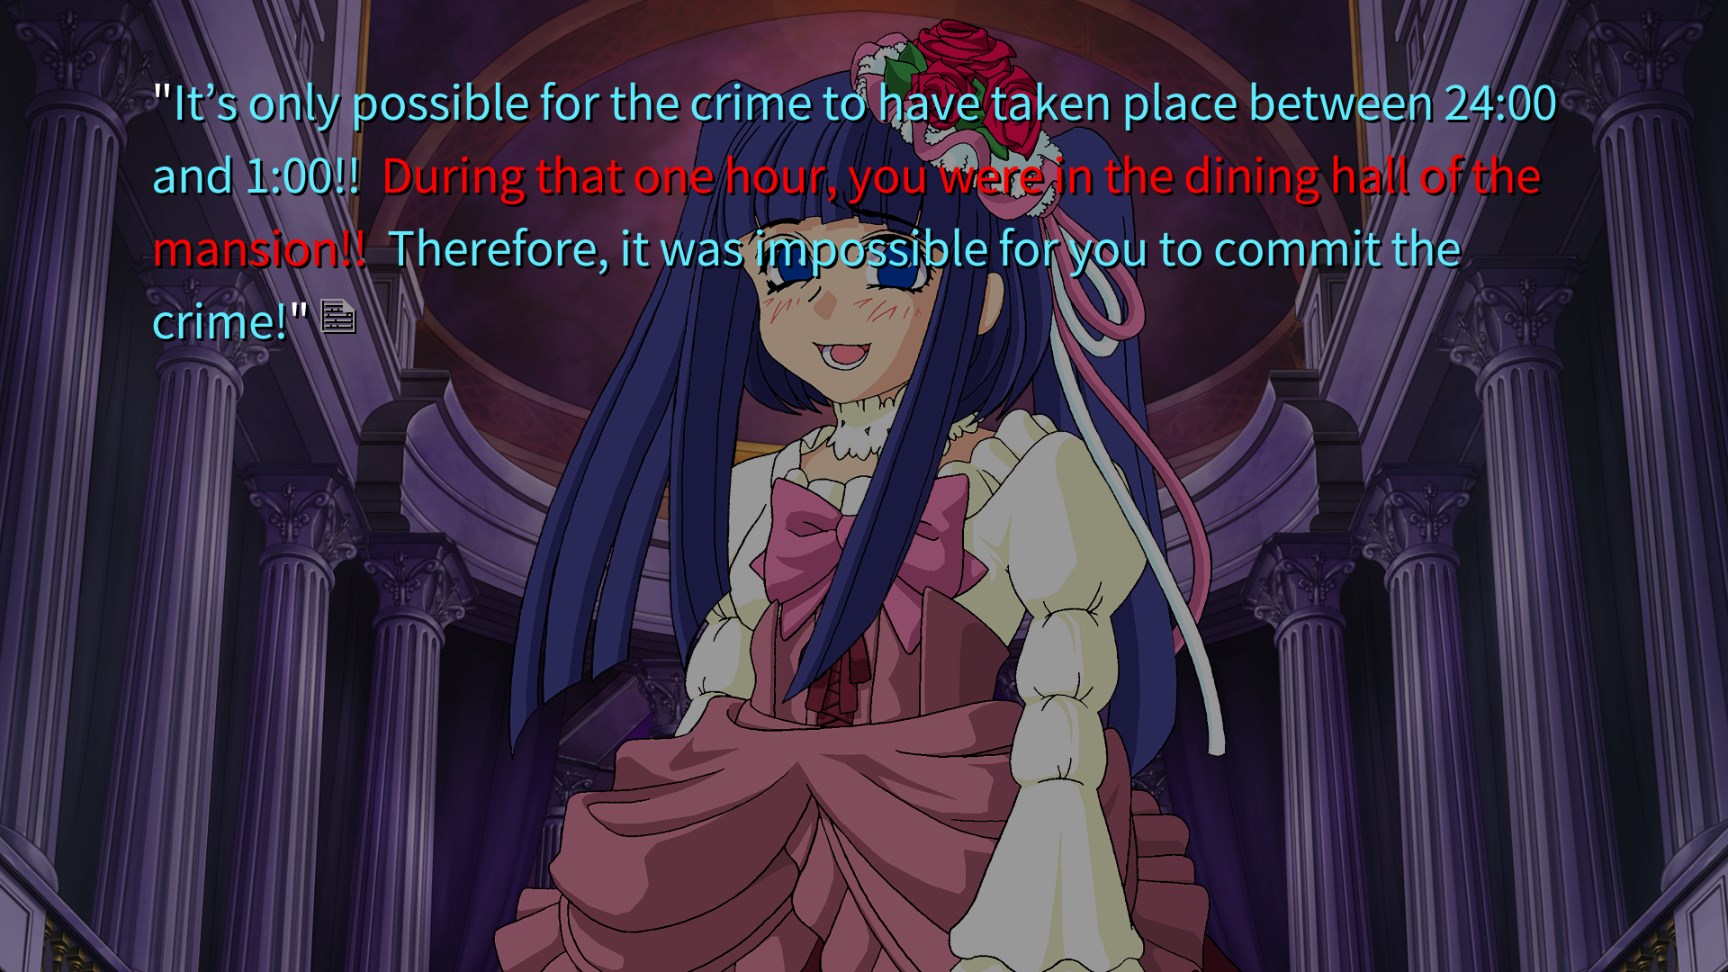 "It’s only possible for the crime to have taken place between 24:00
and 1:00!! During that one hour, you were in the dining hall of the
mansion!! Therefore, it was impossible for you to commit the
crime!"